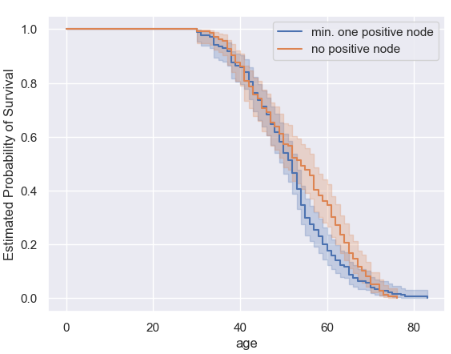 min. one positive node
no positive node
1.0
0.8
0.6
0.4
0.2
0.0
Estimated Probability of Survival
0
20
40
60
80
age